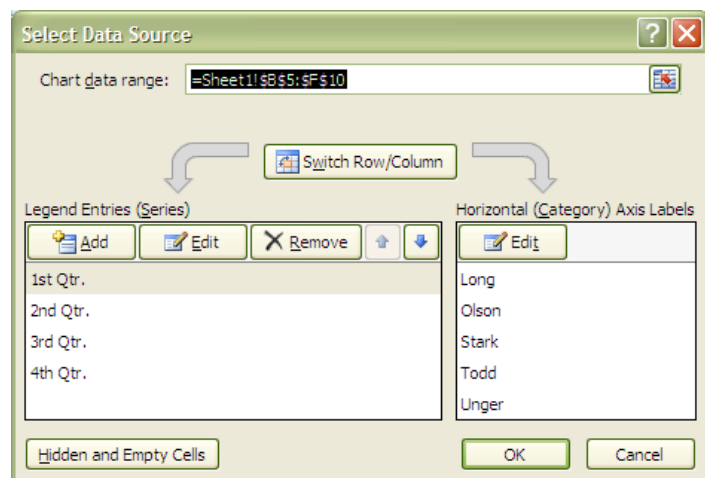 Select Data Source
Chart data range: =Sheet1!$B$5:$F$10
Switch Row/Column
Legend Entries (Series)
Add Edit Remove
1st Qtr.
2nd Qtr.
3rd Qtr.
4th Qtr.
Horizontal (Category) Axis Labels
Edit
Long
Olson
Stark
Todd
Unger
Hidden and Empty Cells
OK Cancel